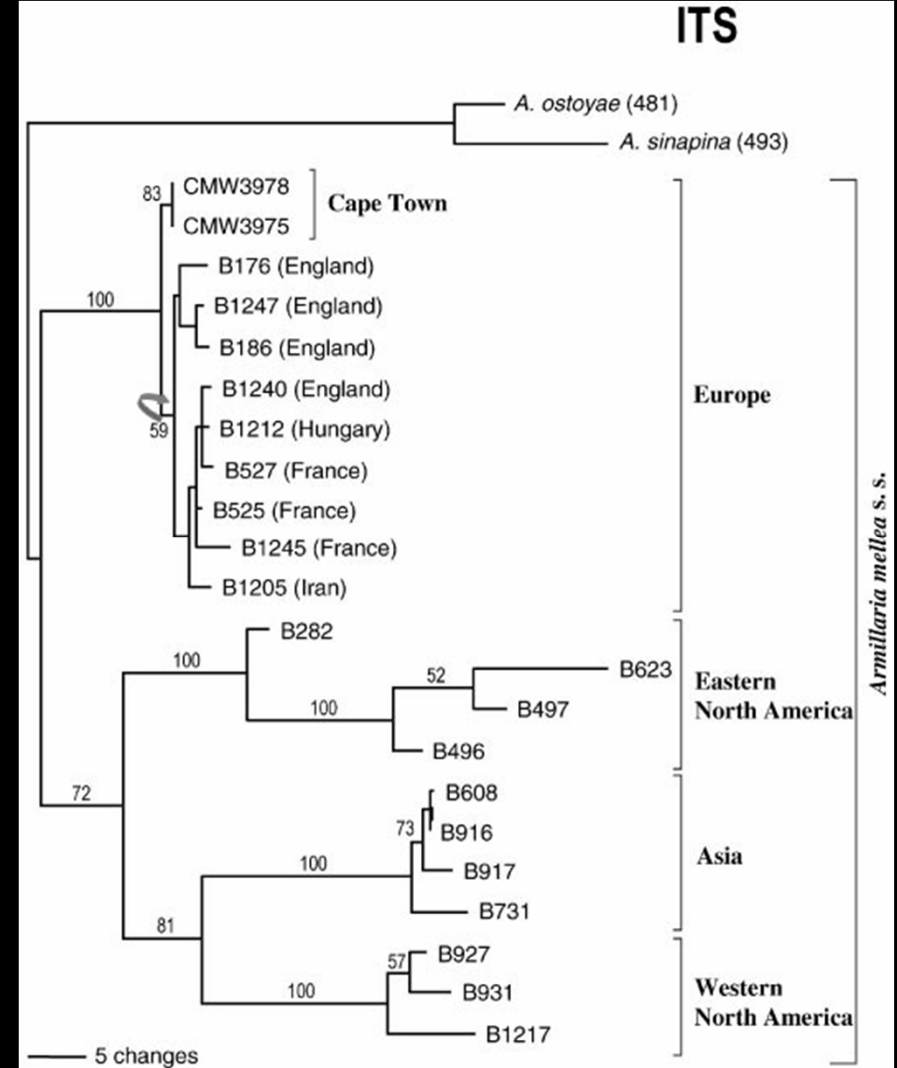 ITS
A. ostoyae (481)
A. sinapina (493)
83
CMW3978
CMW3975
Cape Town
B176 (England)
100
B1247 (England)
B186 (England)
B1240 (England)
Europe
59
B1212 (Hungary)
B527 (France)
B525 (France)
B1245 (France)
B1205 (Iran)
Armillaria mellea s. s.
B282
100
B623
52
Eastern
North America
100
B497
B496
72
B608
73
B916
Asia
100
B917
B731
81
B927
57
B931
Western
North America
100
B1217
5 changes